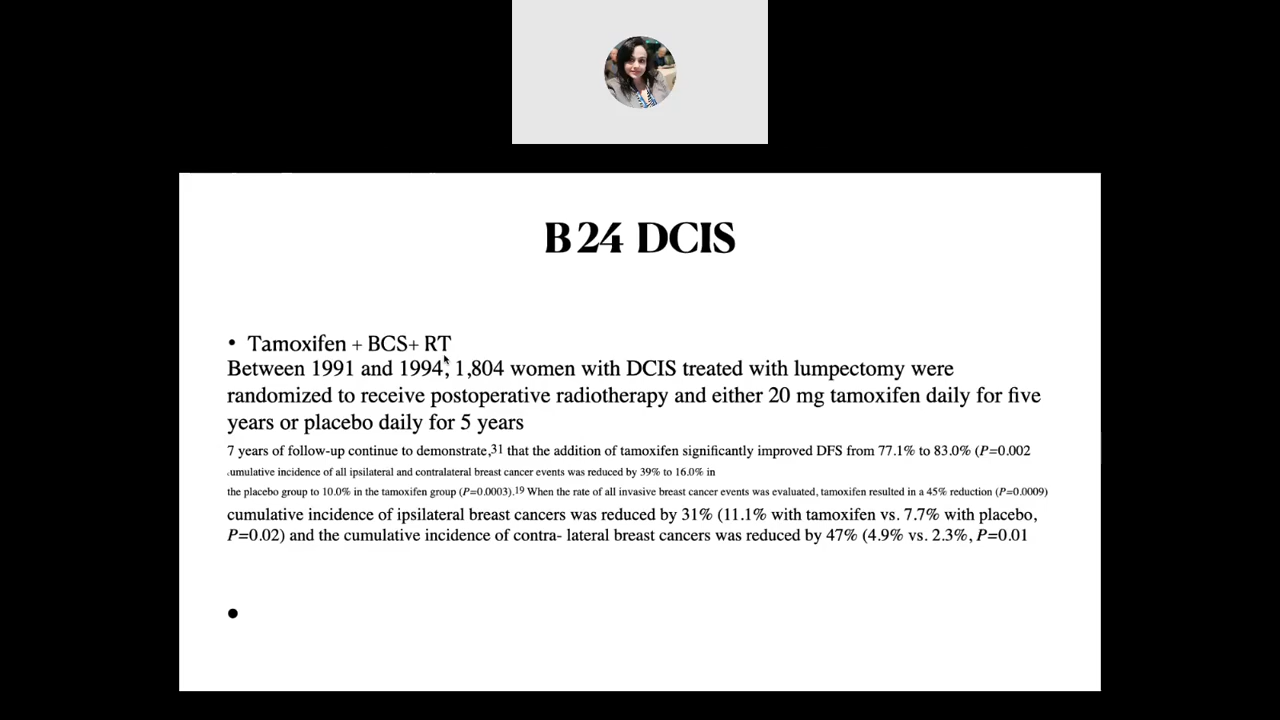 B 24 DCIS
• Tamoxifen + BCS+ RT
Between 1991 and 1994, 1,804 women with DCIS treated with lumpectomy were
randomized to receive postoperative radiotherapy and either 20 mg tamoxifen daily for five
years or placebo daily for 5 years
7 years of follow-up continue to demonstrate,31 that the addition of tamoxifen significantly improved DFS from 77.1% to 83.0% (P=0.002
umulative incidence of all ipsilateral and contralateral breast cancer events was reduced by 39% to 16.0% in
the placebo group to 10.0% in the tamoxifen group (P=0.0003).19 When the rate of all invasive breast cancer events was evaluated, tamoxifen resulted in a 45% reduction (P=0.0009)
cumulative incidence of ipsilateral breast cancers was reduced by 31% (11.1% with tamoxifen vs. 7.7% with placebo,
P=0.02) and the cumulative incidence of contra- lateral breast cancers was reduced by 47% (4.9% vs. 2.3%, P=0.01
•